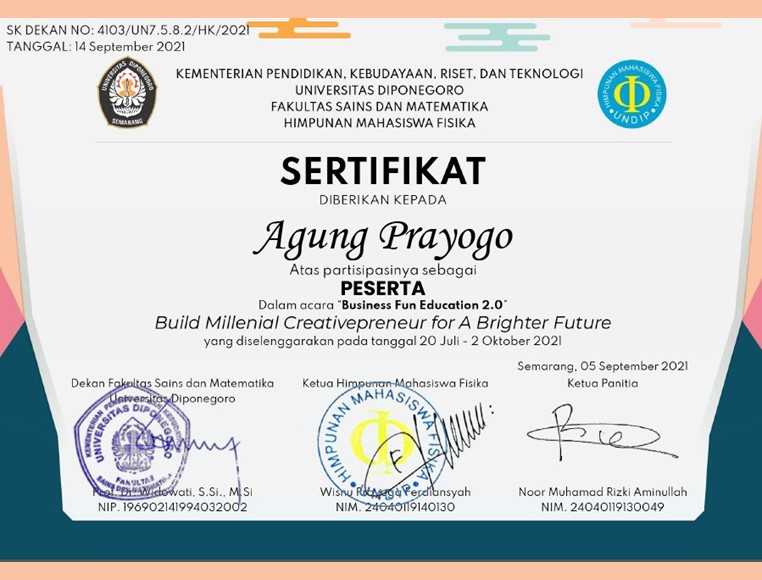 SK DEKAN NO: 4103/UN7.5.8.2/HK/2021
TANGGAL: 14 September 2021
UNIVERSITAS DIPONEGORO
SEMARANG
KEMENTERIAN PENDIDIKAN, KEBUDAYAAN, RISET, DAN TEKNOLOGI
UNIVERSITAS DIPONEGORO
FAKULTAS SAINS DAN MATEMATIKA
HIMPUNAN MAHASISWA FISIKA
HIMPUNAN MAHASISWA FISIKA
UNDIP
SERTIFIKAT
DIBERIKAN KEPADA
Agung Prayogo
Atas partisipasinya sebagai
PESERTA
Dalam acara “Business Fun Education 2.0”
Build Millenial Creativepreneur for A Brighter Future
yang diselenggarakan pada tanggal 20 Juli - 2 Oktober 2021
Semarang, 05 September 2021
Dekan Fakultas Sains dan Matematika
Universitas Diponegoro
Ketua Himpunan Mahasiswa Fisika
Ketua Panitia
UNIVERSITAS DIPONEGORO
FAKULTAS
HIMPUNAN MAHASISWA FISIKA
UNDIP
Prof. Dr. Widowati, S.Si., M.Si
NIP. 196902141994032002
Wisnu Ferdiansyah
NIM. 24040119140130
Noor Muhamad Rizki Aminullah
NIM. 24040119130049